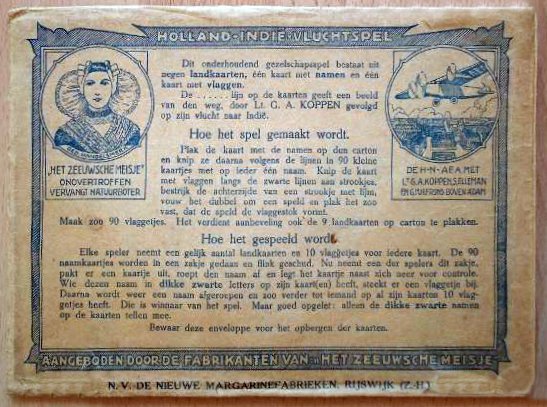 HOLLAND-INDIË-VLUCHTSPEL
Dit onderhoudend gezelschapsspel bestaat uit
negen landkaarten, één kaart met namen en één
kaart met vlaggen.
De ...... lijn op de kaarten geeft een beeld
van den weg, door Lt. G. A. KOPPEN gevolgd
op zijn vlucht naar Indië.
Hoe het spel gemaakt wordt.
Plak de kaart met de namen op dun carton
en knip ze daarna volgens de lijnen in 90 kleine
kaartjes met op ieder één naam. Knip de kaart
met vlaggen langs de zwarte lijnen aan strookjes,
bestrijk de achterzijde van een strookje met lijm,
vouw het dubbel om een speld en plak het zoo
vast, dat de speld de vlaggestok vormt.
Maak zoo 90 vlaggetjes. Het verdient aanbeveling ook de 9 landkaarten op carton te plakken.
„HET ZEEUWSCHE MEISJE"
ONOVERTROFFEN
VERVANGT NATUURBOTER
DE H-N-AFA MET
Lt G.A. KOPPEN, S. ELLEMAN
EN G.M.H. FRIJNS BOVEN A'DAM
Hoe het gespeeld wordt.
Elke speler neemt een gelijk aantal landkaarten en 10 vlaggetjes voor iedere kaart. De 90
naamkaartjes worden in een zakje gedaan en flink geschud. Nu neemt een der spelers dit zakje,
pakt er een kaartje uit, roept den naam af en legt het kaartje naast zich neer voor controle.
Wie dezen naam in dikke zwarte letters op zijn kaart(en) heeft, steekt er een vlaggetje bij.
Daarna wordt weer een naam afgeroepen en zoo verder tot iemand op al zijn kaarten 10 vlag-
getjes heeft. Die is winnaar van het spel. Maar goed opgelet: alleen de dikke zwarte namen
op de kaarten tellen mee.
Bewaar deze enveloppe voor het opbergen der kaarten.
AANGEBODEN DOOR DE FABRIKANTEN VAN „HET ZEEUWSCHE MEISJE"
N.V. DE NIEUWE MARGARINEFABRIEKEN, RIJSWIJK (Z.-H.)